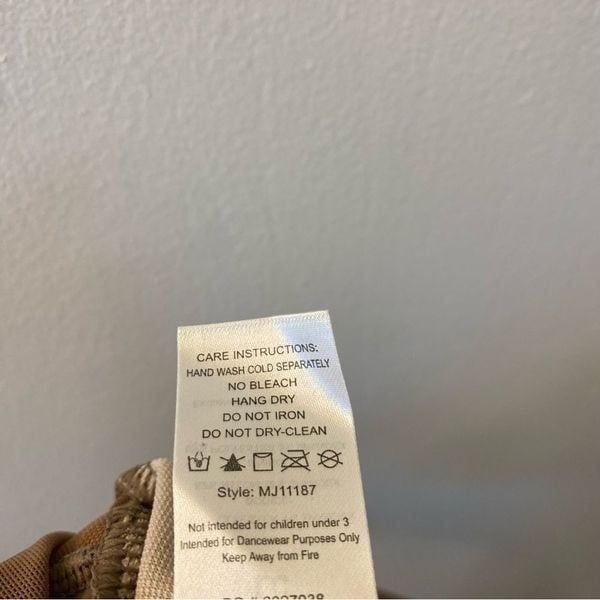 CARE INSTRUCTIONS:
HAND WASH COLD SEPARATELY
NO BLEACH
HANG DRY
DO NOT IRON
DO NOT DRY-CLEAN
Style: MJ11187
Not intended for children under 3
Intended for Dancewear Purposes Only
Keep Away from Fire